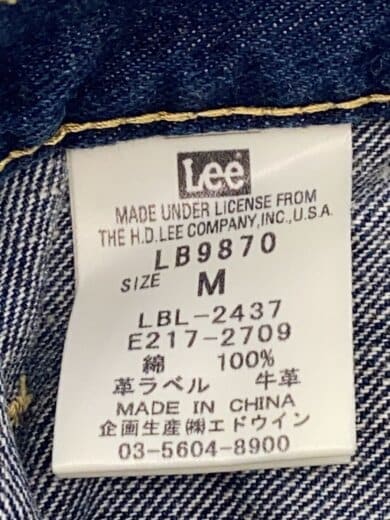 Lee
MADE UNDER LICENSE FROM
THE H.D.LEE COMPANY,INC.,U.S.A.
LB9870
SIZE M
LBL-2437
E217-2709
綿 100%
革ラベル 牛革
MADE IN CHINA
企画生産㈱エドウイン
03-5604-8900